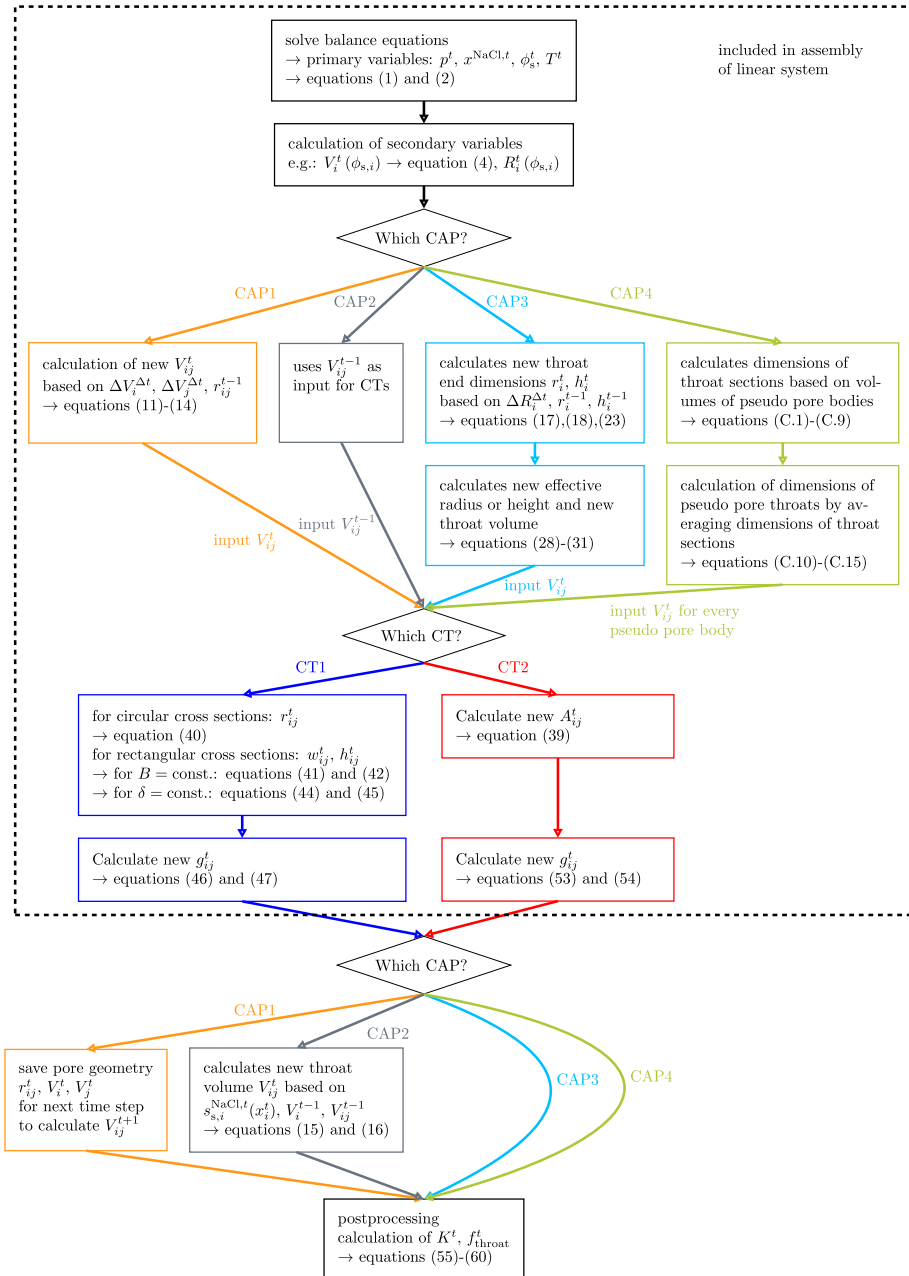 solve balance equations
→ primary variables: p^t, x^{NaCl,t}, ϕ_s^t, T^t
→ equations (1) and (2)
included in assembly
of linear system
calculation of secondary variables
e.g.: V_i^t(ϕ_{s,i}) → equation (4), R_i^t(ϕ_{s,i})
Which CAP?
CAP1
CAP2
CAP3
CAP4
calculation of new V_{ij}^t
based on ΔV_i^{Δt}, ΔV_j^{Δt}, r_{ij}^{t−1}
→ equations (11)-(14)
uses V_{ij}^{t−1} as
input for CTs
calculates new throat
end dimensions r_i^t, h_i^t
based on ΔR_i^{Δt}, r_i^{t−1}, h_i^{t−1}
→ equations (17),(18),(23)
calculates dimensions of
throat sections based on vol-
umes of pseudo pore bodies
→ equations (C.1)-(C.9)
calculates new effective
radius or height and new
throat volume
→ equations (28)-(31)
calculation of dimensions of
pseudo pore throats by av-
eraging dimensions of throat
sections
→ equations (C.10)-(C.15)
input V_{ij}^t
input V_{ij}^{t−1}
input V_{ij}^t
input V_{ij}^t for every
pseudo pore body
Which CT?
CT1
CT2
for circular cross sections: r_{ij}^t
→ equation (40)
for rectangular cross sections: w_{ij}^t, h_{ij}^t
→ for B = const.: equations (41) and (42)
→ for δ = const.: equations (44) and (45)
Calculate new A_{ij}^t
→ equation (39)
Calculate new g_{ij}^t
→ equations (46) and (47)
Calculate new g_{ij}^t
→ equations (53) and (54)
Which CAP?
CAP1
CAP2
CAP3
CAP4
save pore geometry
r_{ij}^t, V_i^t, V_j^t
for next time step
to calculate V_{ij}^{t+1}
calculates new throat
volume V_{ij}^t based on
s_{s,i}^{NaCl,t}(x_i^t), V_i^{t−1}, V_{ij}^{t−1}
→ equations (15) and (16)
postprocessing
calculation of K^t, f_{throat}^t
→ equations (55)-(60)